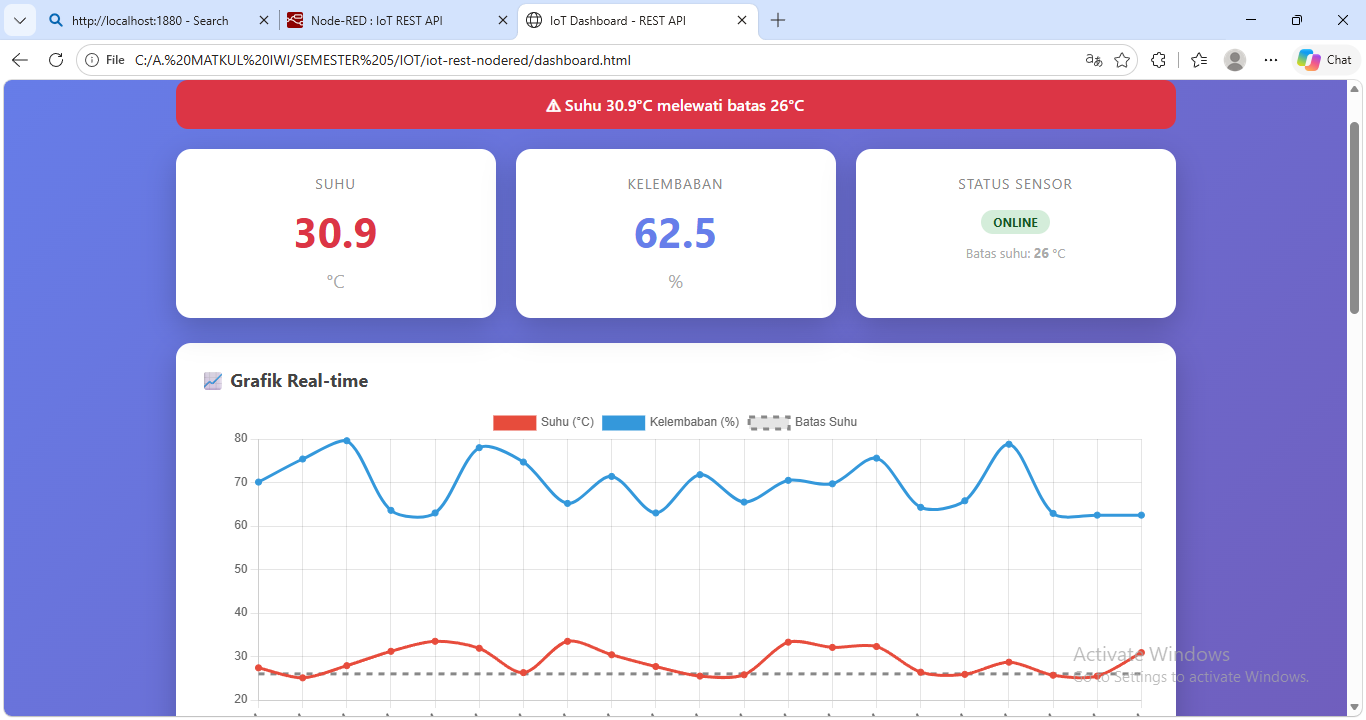 http://localhost:1880 - Search
Node-RED : IoT REST API
IoT Dashboard - REST API
File
C:/A.%20MATKUL%20IWI/SEMESTER%205/IOT/iot-rest-nodered/dashboard.html
Chat
⚠ Suhu 30.9°C melewati batas 26°C
SUHU
30.9
°C
KELEMBABAN
62.5
%
STATUS SENSOR
ONLINE
Batas suhu: 26 °C
📈 Grafik Real-time
Suhu (°C)
Kelembaban (%)
Batas Suhu
80
70
60
50
40
30
20
Activate Windows
Go to Settings to activate Windows.